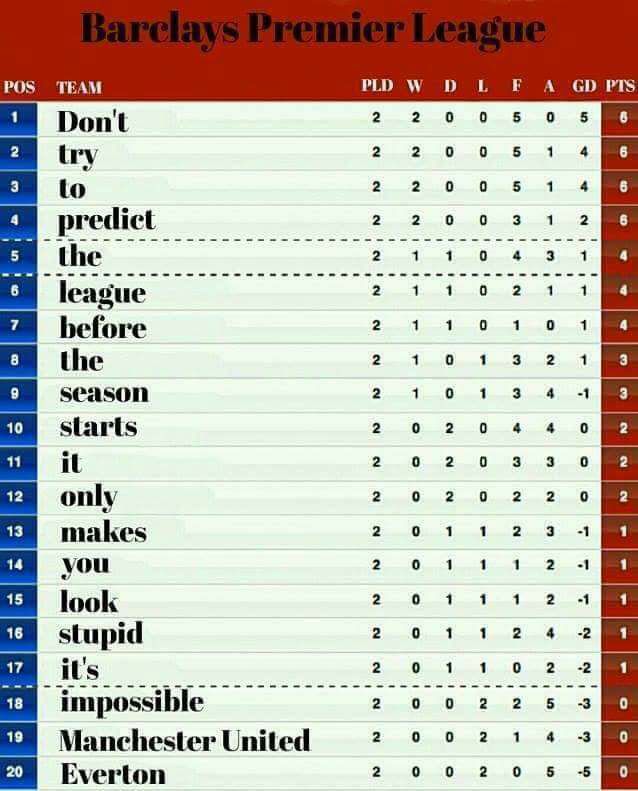 Barclays Premier League
POS TEAM PLD W D L F A GD PTS
1 Don't 2 2 0 0 5 0 5 6
2 try 2 2 0 0 5 1 4 6
3 to 2 2 0 0 5 1 4 6
4 predict 2 2 0 0 3 1 2 6
5 the 2 1 1 0 4 3 1 4
6 league 2 1 1 0 2 1 1 4
7 before 2 1 1 0 1 0 1 4
8 the 2 1 0 1 3 2 1 3
9 season 2 1 0 1 3 4 -1 3
10 starts 2 0 2 0 4 4 0 2
11 it 2 0 2 0 3 3 0 2
12 only 2 0 2 0 2 2 0 2
13 makes 2 0 1 1 2 3 -1 1
14 you 2 0 1 1 1 2 -1 1
15 look 2 0 1 1 1 2 -1 1
16 stupid 2 0 1 1 2 4 -2 1
17 it's 2 0 1 1 0 2 -2 1
18 impossible 2 0 0 2 2 5 -3 0
19 Manchester United 2 0 0 2 1 4 -3 0
20 Everton 2 0 0 2 0 5 -5 0